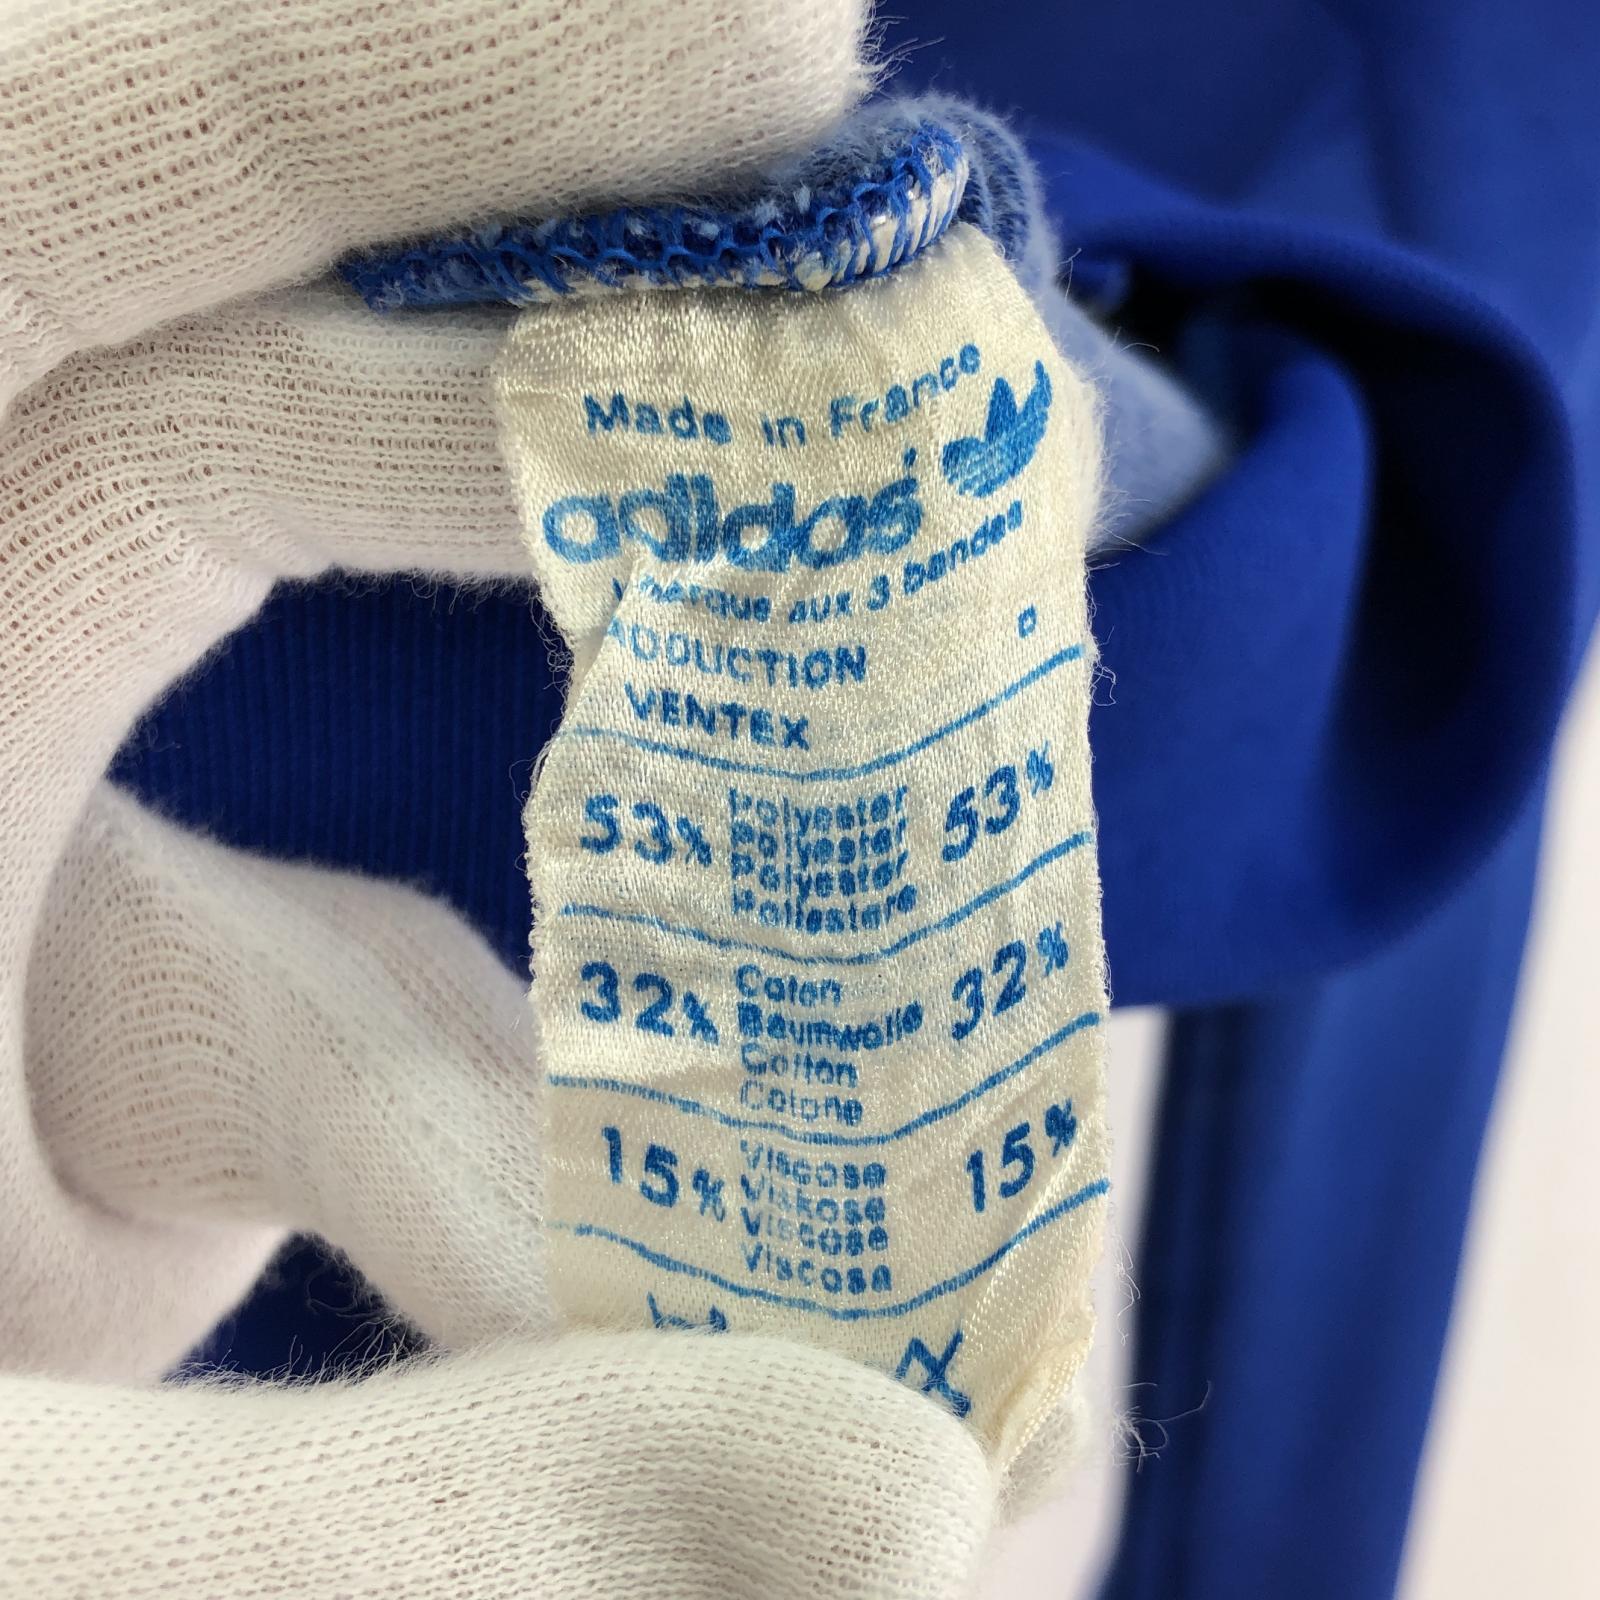 Made in France
adidas
marque aux 3 bandes
D
VENTEX
53% Polyester 53%
Polyester
Polyester
Poliestere
32% Coton 32%
Baumwolle
Cotton
Cotone
15% Viscose 15%
Viskose
Viscose
Viscosa